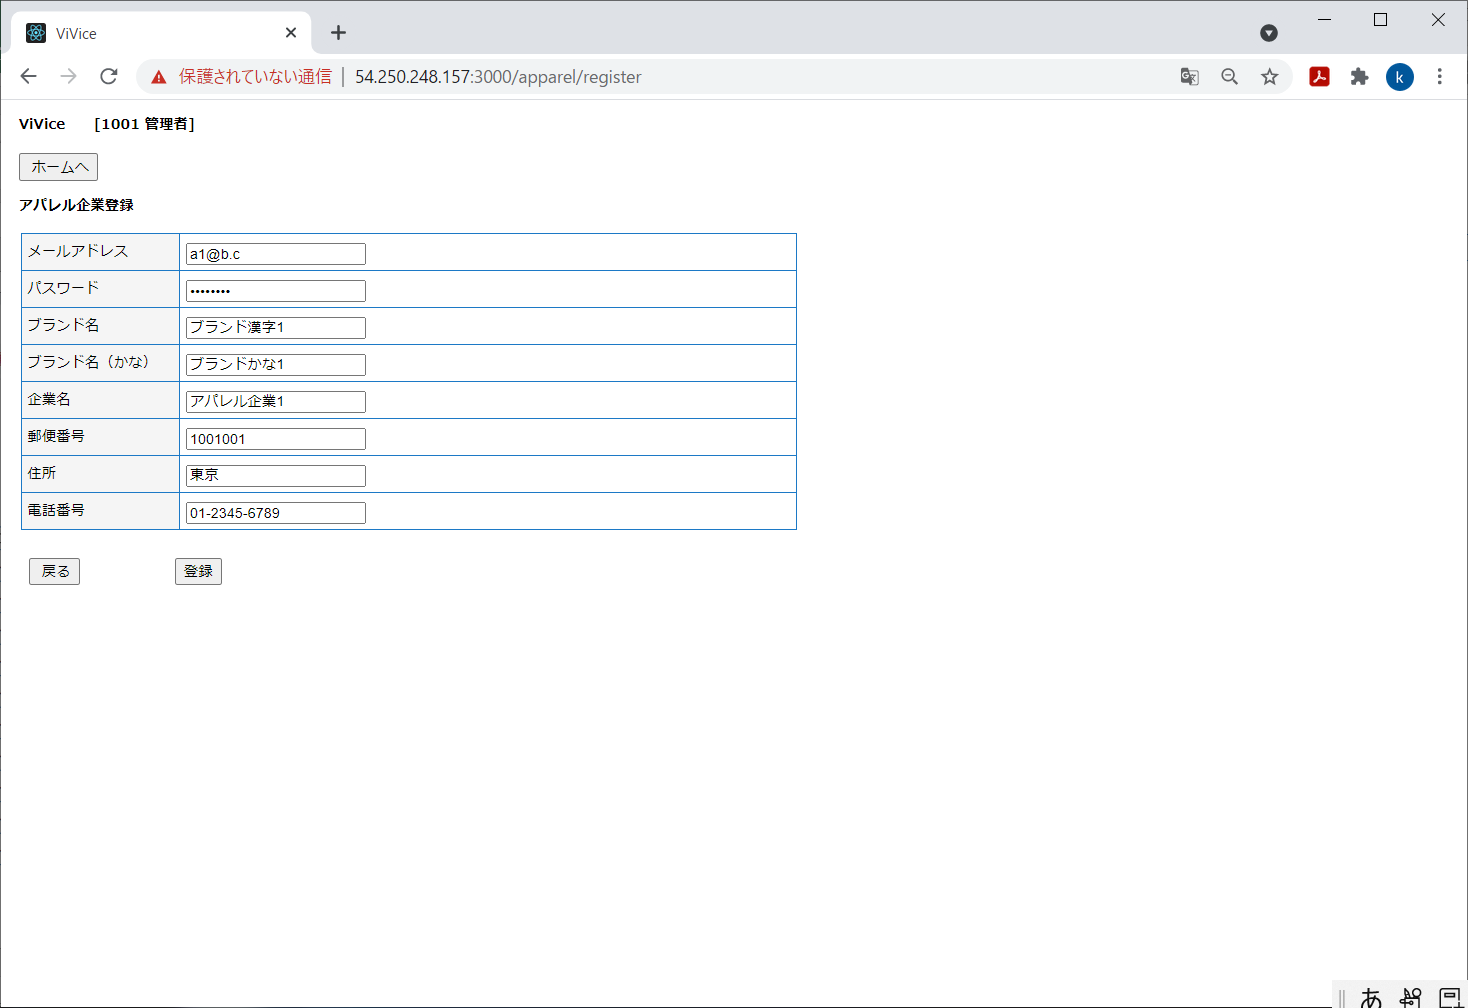 ViVice
保護されていない通信 | 54.250.248.157:3000/apparel/register
k
ViVice [1001 管理者]
ホームへ
アパレル企業登録
メールアドレス a1@b.c
パスワード ••••••••
ブランド名 ブランド漢字1
ブランド名（かな） ブランドかな1
企業名 アパレル企業1
郵便番号 1001001
住所 東京
電話番号 01-2345-6789
戻る 登録
あ